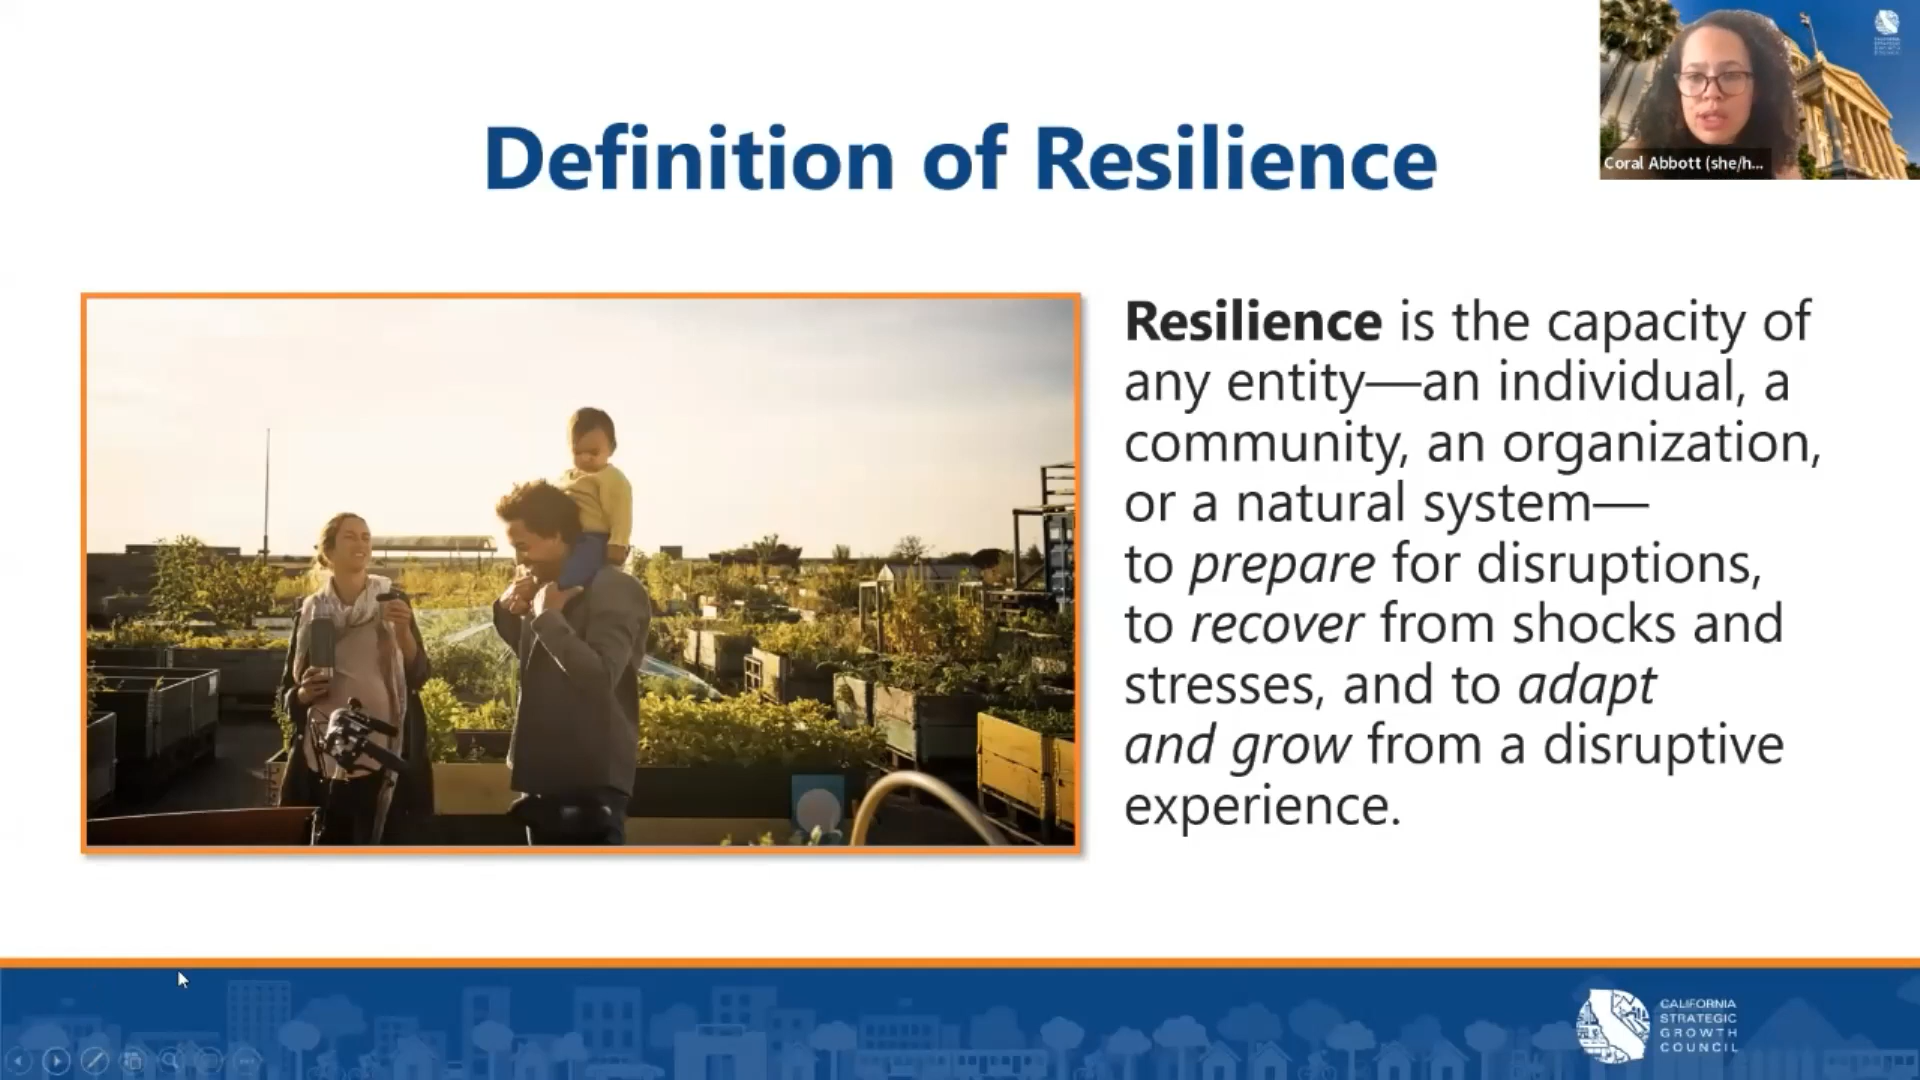 Definition of Resilience
Coral Abbott (she/h...
Resilience is the capacity of
any entity—an individual, a
community, an organization,
or a natural system—
to prepare for disruptions,
to recover from shocks and
stresses, and to adapt
and grow from a disruptive
experience.
CALIFORNIA
STRATEGIC
GROWTH
COUNCIL